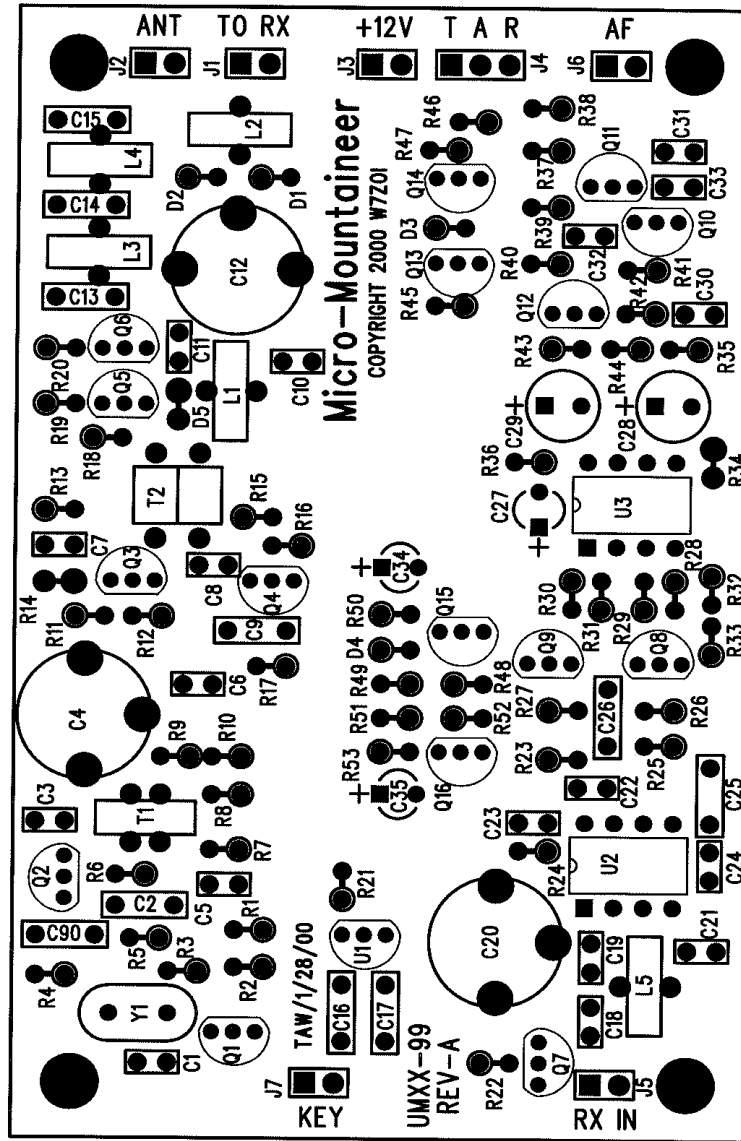 ANT
TO RX
+12V
T A R
AF
J2
J1
J3
J4
J6
C15
L4
L2
C14
L3
C13
D2
D1
C12
R46
R47
Q14
D3
Q13
R45
R38
R37
Q11
C31
C33
R39
C32
Q10
R40
R41
Q12
R42
C30
R43
R44
R35
Q6
R20
C11
Q5
R19
R18
D5
L1
C10
Micro-Mountaineer
COPYRIGHT 2000 W7ZOI
C29
C28
+
+
R36
C27
+
U3
R34
R13
T2
R15
C7
R16
R14
Q3
C8
Q4
R11
R12
C9
C6
R17
+
C34
R50
Q15
D4
R49
R48
R51
R52
R53
+
C35
Q16
R30
R31
R29
R28
R32
R33
Q9
Q8
R27
C26
R26
R23
R25
C22
C25
C4
R9
R10
C3
T1
R8
Q2
R6
R7
C2
C5
C90
R5
R1
R4
R3
R2
Y1
Q1
C1
R21
U1
TAW/1/28/00
C16
C17
C23
R24
U2
C24
C20
C19
C21
C18
L5
UMXX-99
REV-A
R22
Q7
J7
KEY
J5
RX IN